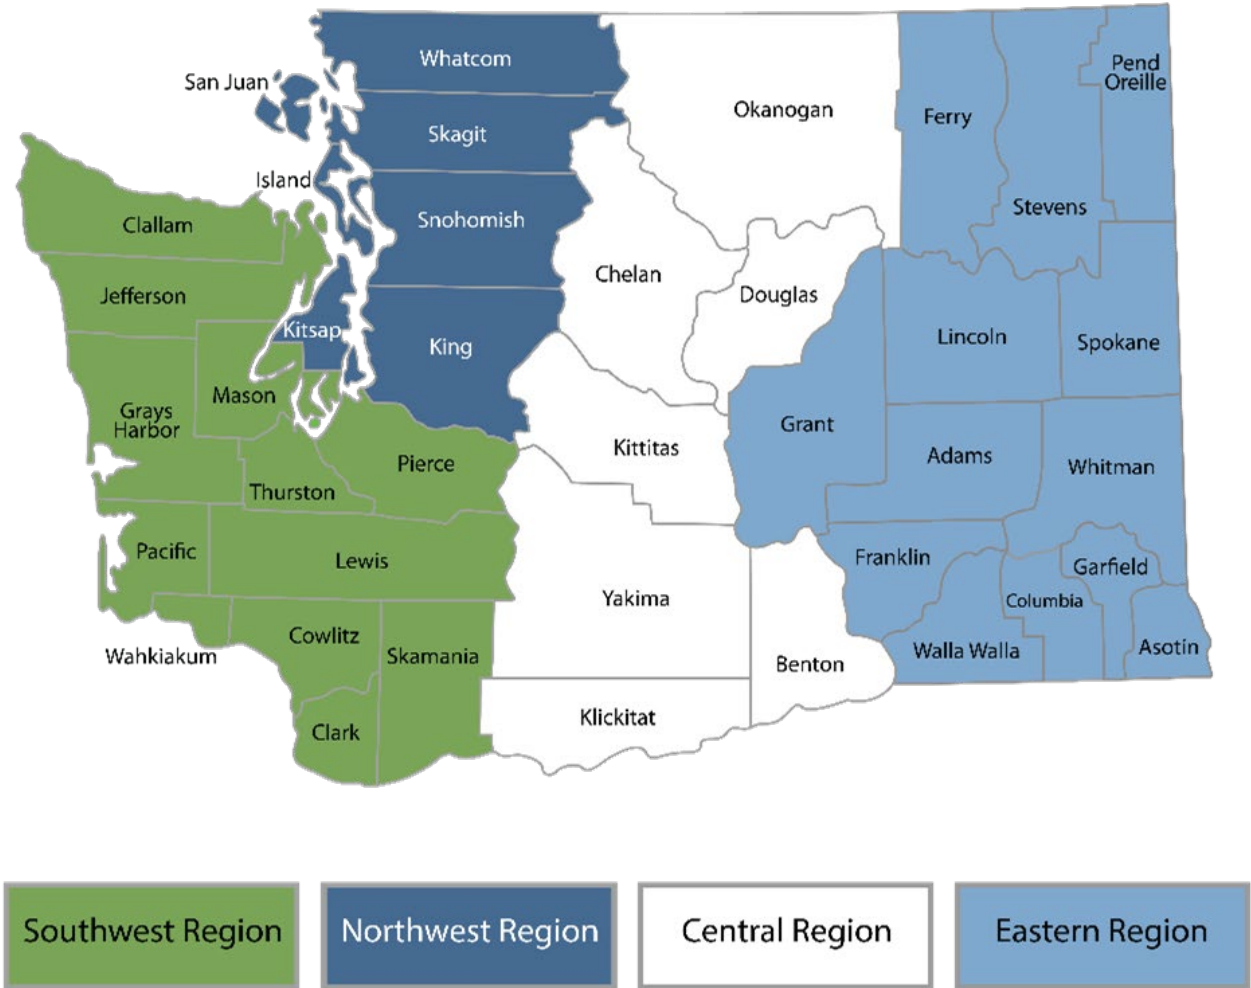 Whatcom
San Juan
Skagit
Island
Snohomish
Clallam
Jefferson
Kitsap
King
Mason
Grays
Harbor
Pierce
Thurston
Pacific
Lewis
Wahkiakum
Cowlitz
Skamania
Clark
Okanogan
Chelan
Douglas
Kittitas
Yakima
Benton
Klickitat
Ferry
Pend
Oreille
Stevens
Lincoln
Spokane
Grant
Adams
Whitman
Franklin
Garfield
Columbia
Walla Walla
Asotin
Southwest Region
Northwest Region
Central Region
Eastern Region